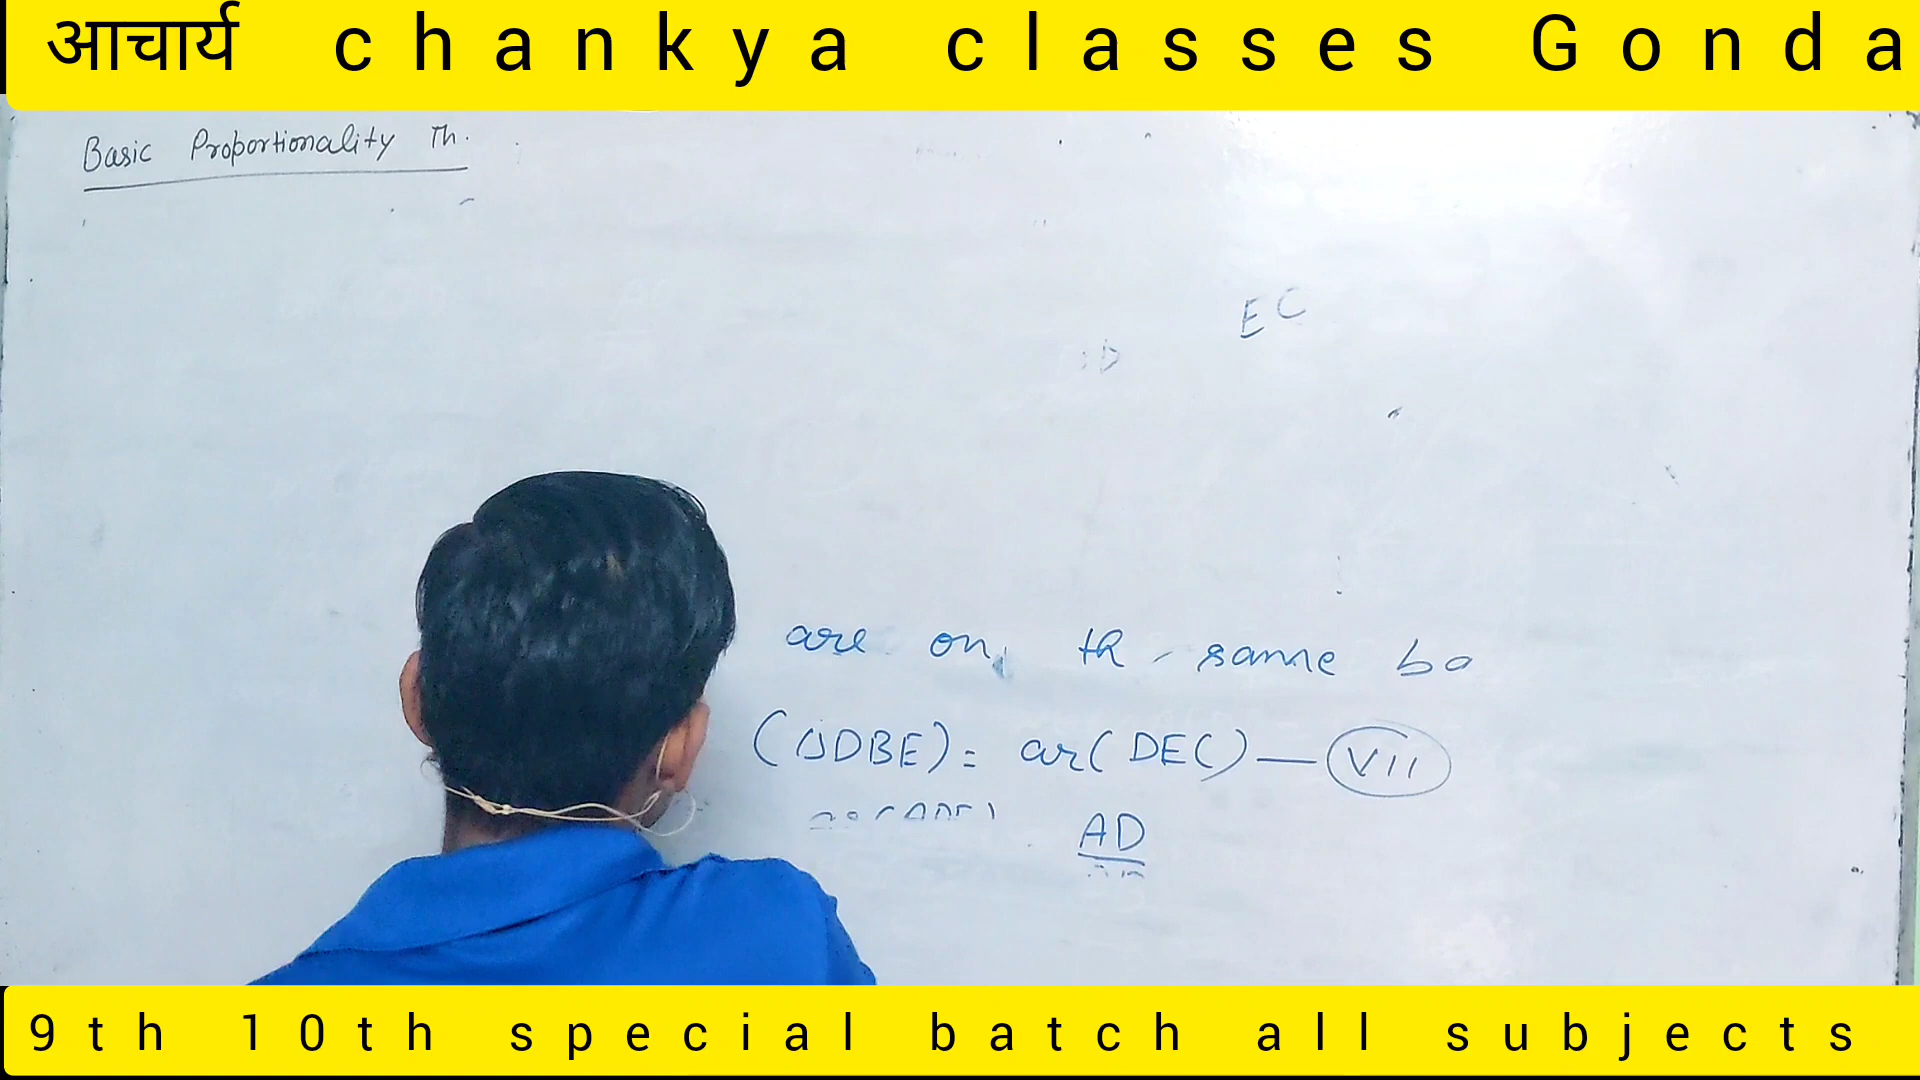 आचार्य chankya classes Gonda
Basic Proportionality Th.
EC
D
are on th same ba
(ΔDBE) = ar(DEC) — VII
AD
9th 10th special batch all subjects